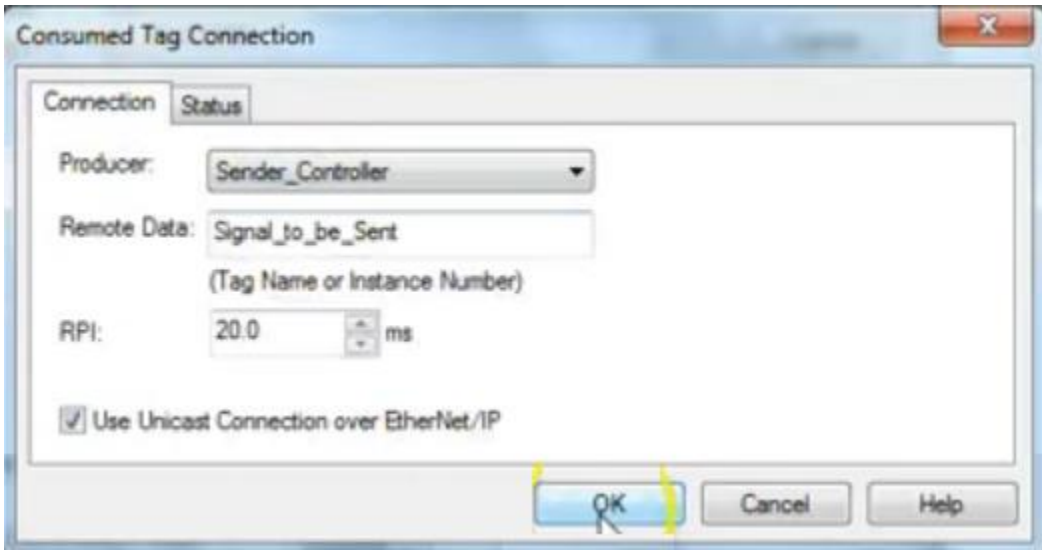 Consumed Tag Connection
Connection Status
Producer: Sender_Controller
Remote Data: Signal_to_be_Sent
(Tag Name or Instance Number)
RPI: 20.0 ms
Use Unicast Connection over EtherNet/IP
OK Cancel Help